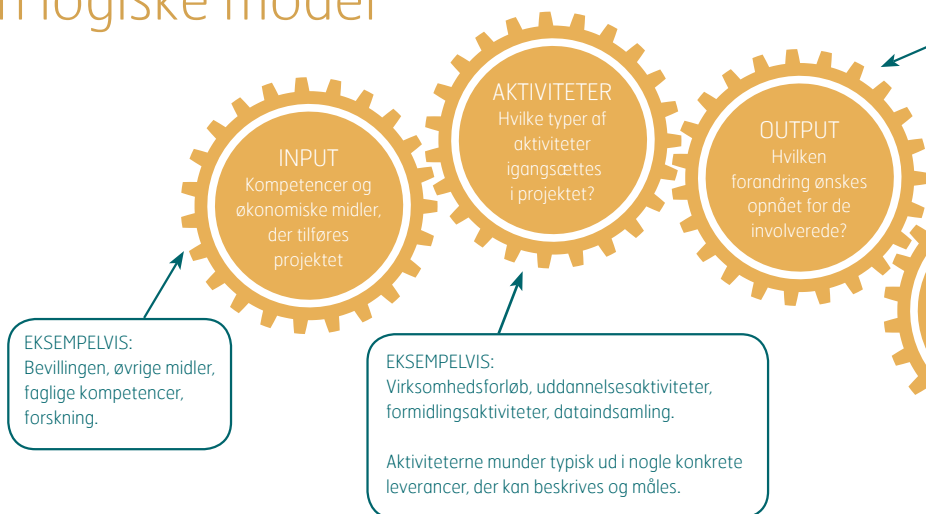 logiske model
INPUT
Kompetencer og
økonomiske midler,
der tilføres
projektet
AKTIVITETER
Hvilke typer af
aktiviteter
igangsættes
i projektet?
OUTPUT
Hvilken
forandring ønskes
opnået for de
involverede?
EKSEMPELVIS:
Bevillingen, øvrige midler,
faglige kompetencer,
forskning.
EKSEMPELVIS:
Virksomhedsforløb, uddannelsesaktiviteter,
formidlingsaktiviteter, dataindsamling.
Aktiviteterne munder typisk ud i nogle konkrete
leverancer, der kan beskrives og måles.